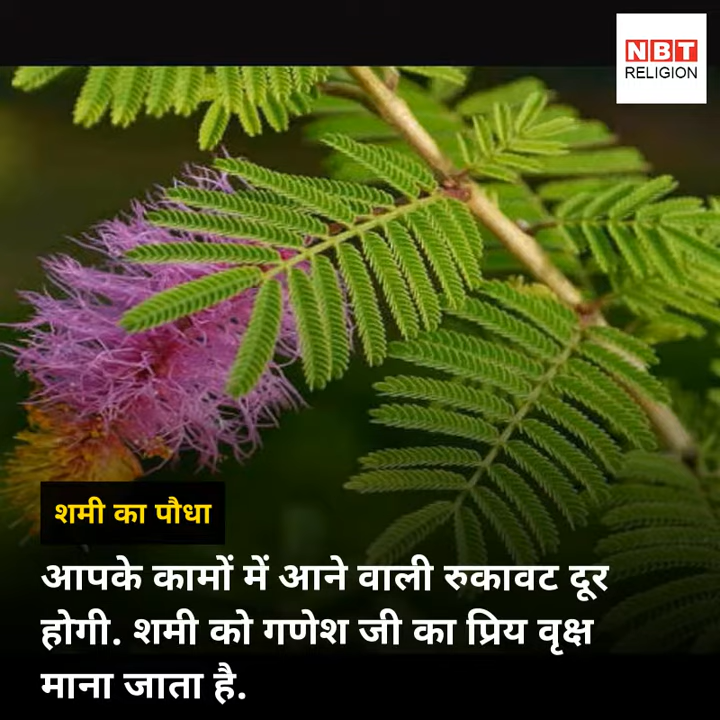 NBT
RELIGION
शमी का पौधा
आपके कामों में आने वाली रुकावट दूर
होगी. शमी को गणेश जी का प्रिय वृक्ष
माना जाता है.